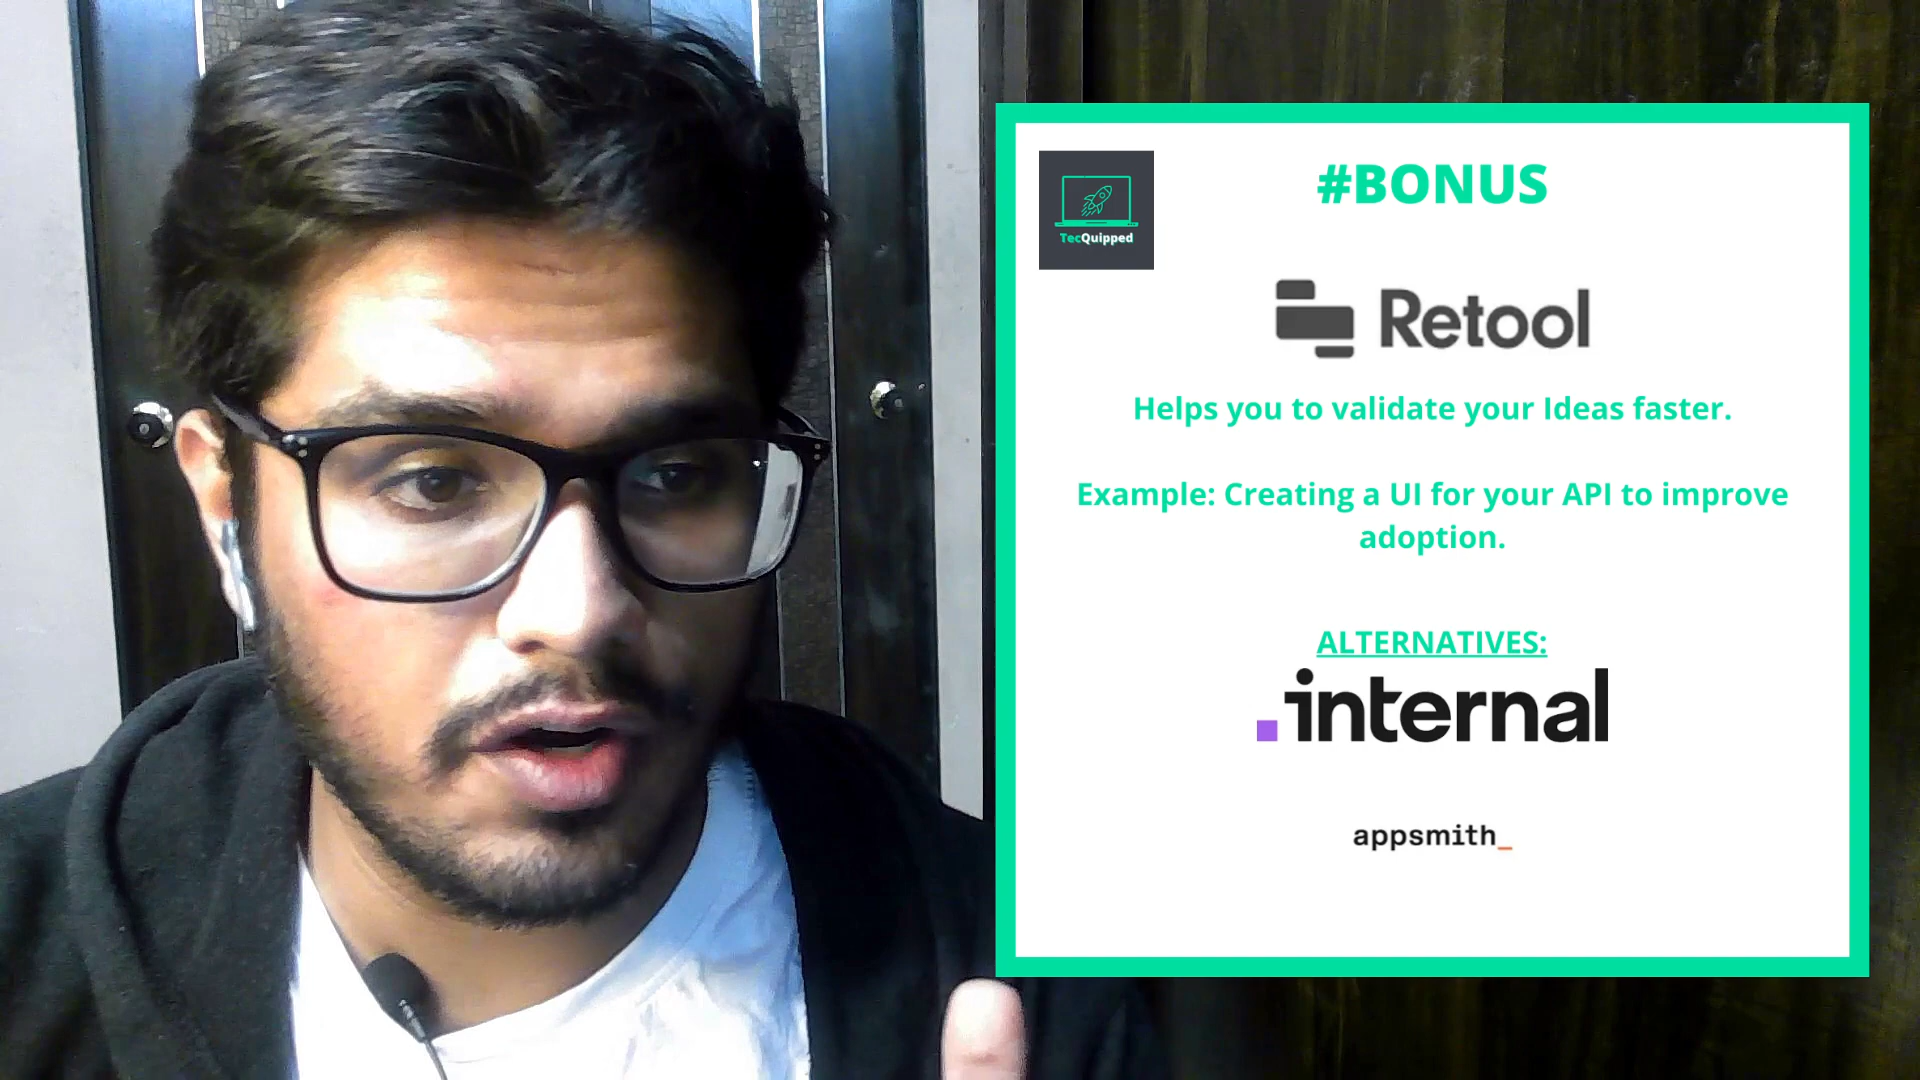 #BONUS
TecQuipped
Retool
Helps you to validate your Ideas faster.
Example: Creating a UI for your API to improve
adoption.
ALTERNATIVES:
.internal
appsmith_